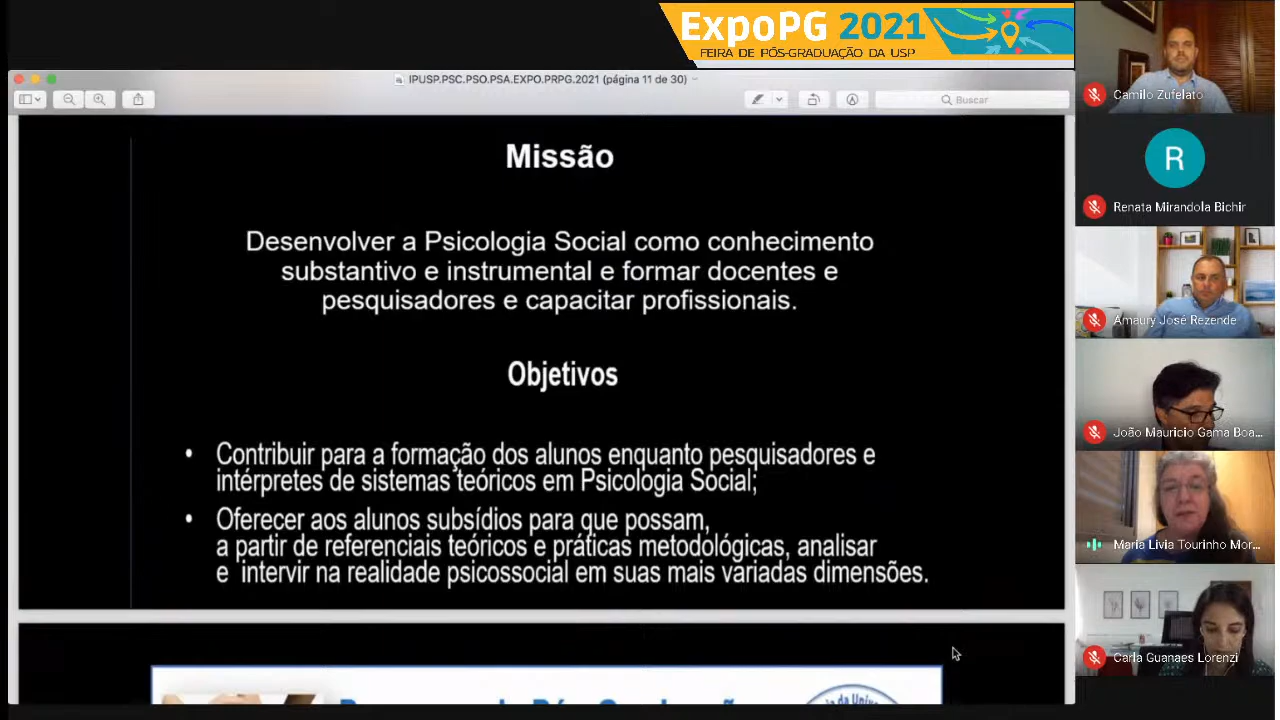 ExpoPG 2021
FEIRA DE PÓS-GRADUAÇÃO DA USP
IPUSP.PSC.PSO.PSA.EXPO.PRPG.2021 (página 11 de 30)
Buscar
Missão
Desenvolver a Psicologia Social como conhecimento
substantivo e instrumental e formar docentes e
pesquisadores e capacitar profissionais.
Objetivos
• Contribuir para a formação dos alunos enquanto pesquisadores e
intérpretes de sistemas teóricos em Psicologia Social;
• Oferecer aos alunos subsídios para que possam,
a partir de referenciais teóricos e práticas metodológicas, analisar
e intervir na realidade psicossocial em suas mais variadas dimensões.
Camilo Zufelato
R
Renata Mirandola Bichir
Amaury José Rezende
João Mauricio Gama Boa...
Maria Lívia Tourinho Mor...
Carla Guanaes Lorenzi